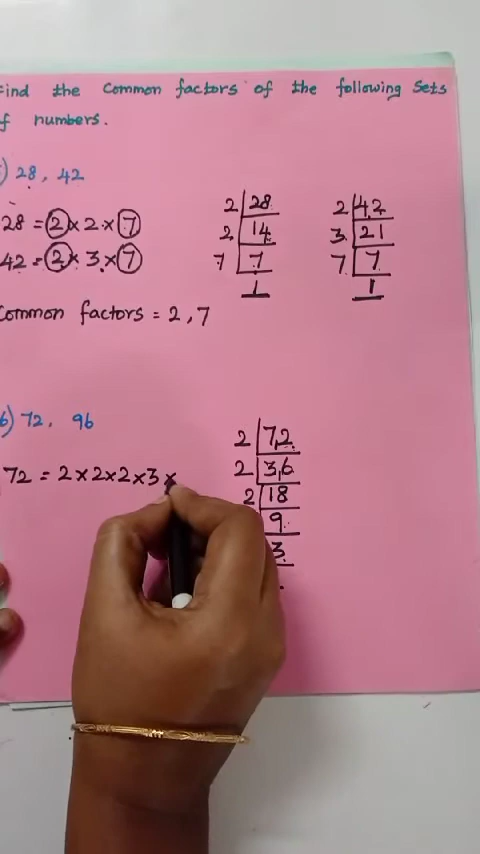 ind the Common factors of the following Sets
f numbers.
) 28, 42
28 = 2 × 2 × 7
42 = 2 × 3 × 7
2 28
2 14
7 7
1
2 42
3 21
7 7
1
ommon factors = 2, 7
b) 72, 96
72 = 2 × 2 × 2 × 3 ×
2 72
2 36
2 18
9
3